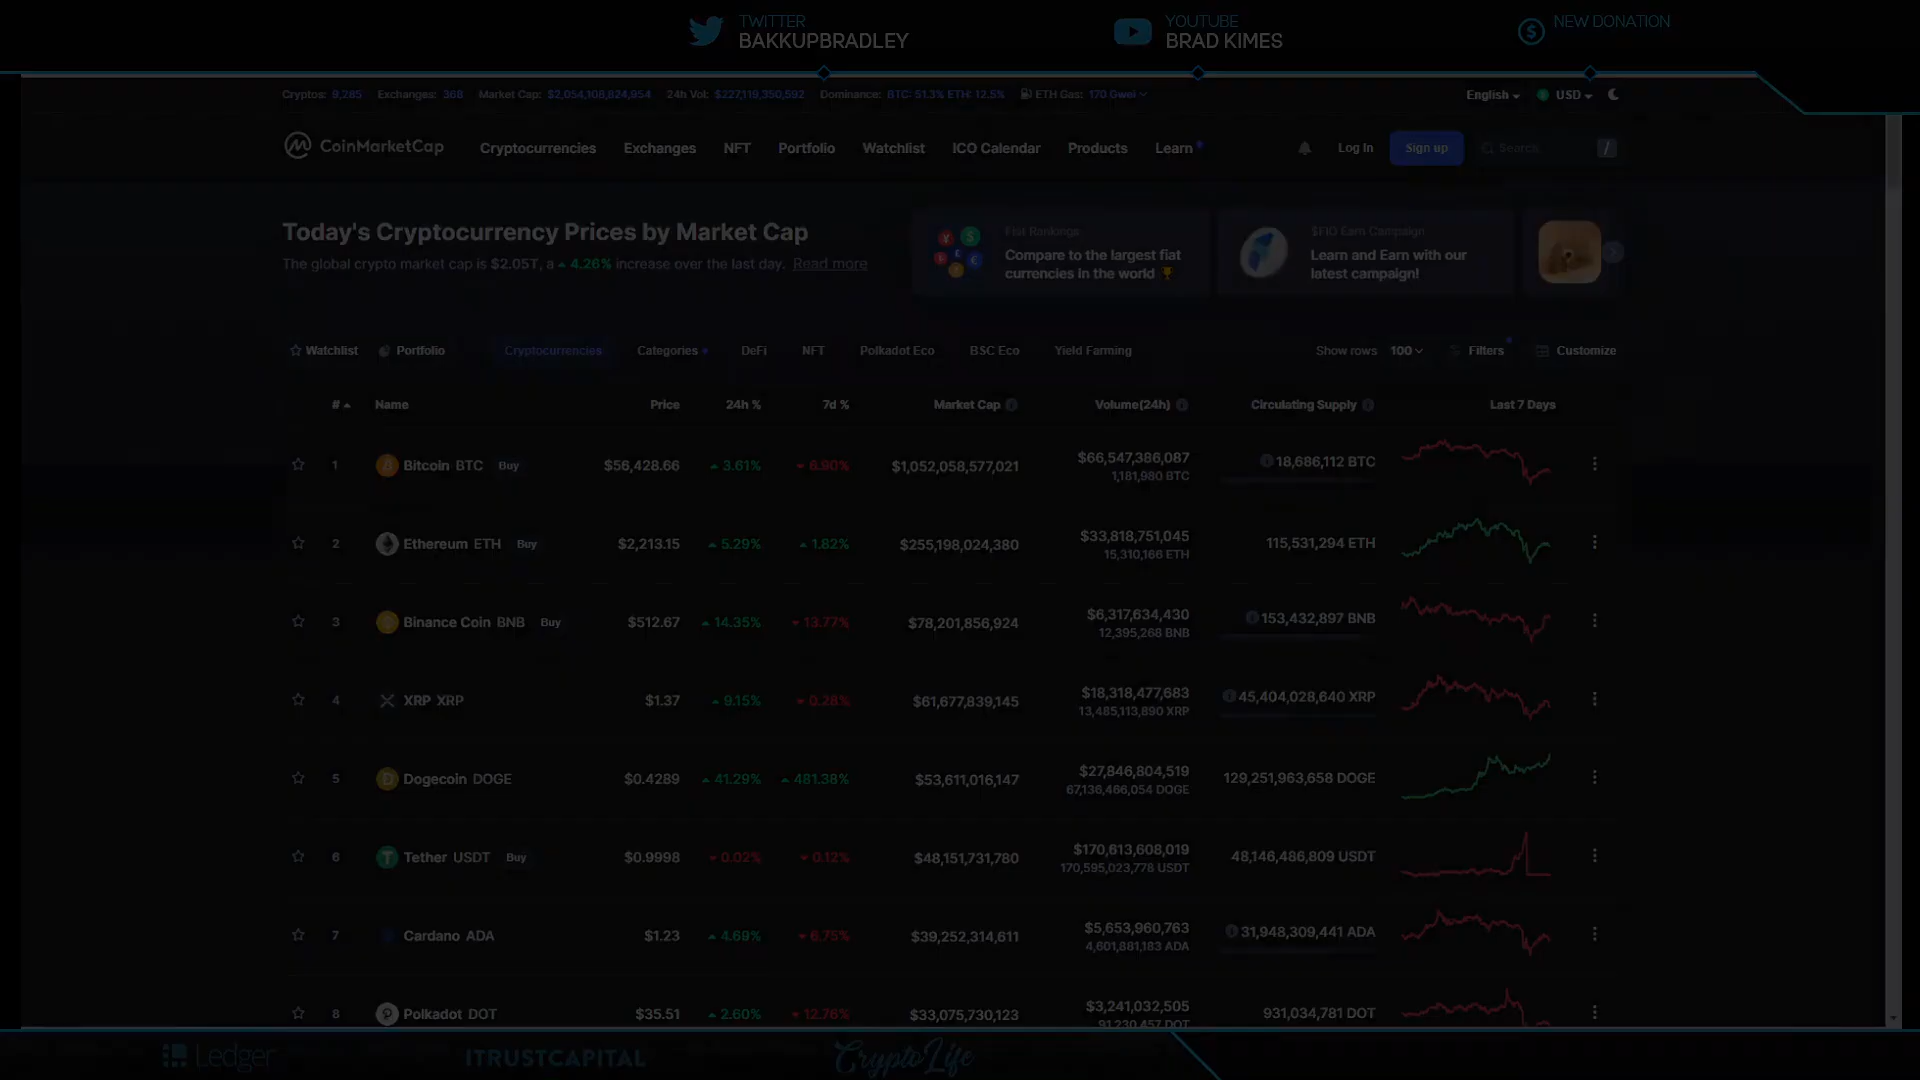 TWITTER
BAKKUPBRADLEY
YOUTUBE
BRAD KIMES
NEW DONATION
Cryptos: 9,285 Exchanges: 368 Market Cap: $2,054,108,824,954 24h Vol: $227,119,350,592 Dominance: BTC: 51.3% ETH: 12.5% ETH Gas: 170 Gwei
English USD
CoinMarketCap
Cryptocurrencies Exchanges NFT Portfolio Watchlist ICO Calendar Products Learn
Log In Sign up Search /
Today's Cryptocurrency Prices by Market Cap
The global crypto market cap is $2.05T, a 4.26% increase over the last day. Read more
Fiat Rankings
Compare to the largest fiat
currencies in the world
$FIO Earn Campaign
Learn and Earn with our
latest campaign!
Watchlist Portfolio Cryptocurrencies Categories DeFi NFT Polkadot Eco BSC Eco Yield Farming Show rows 100 Filters Customize
# Name Price 24h % 7d % Market Cap Volume(24h) Circulating Supply Last 7 Days
1 Bitcoin BTC Buy $56,428.66 3.61% 6.90% $1,052,058,577,021 $66,547,386,087 18,686,112 BTC
1,181,980 BTC
2 Ethereum ETH Buy $2,213.15 5.29% 1.82% $255,198,024,380 $33,818,751,045 115,531,294 ETH
15,310,166 ETH
3 Binance Coin BNB Buy $512.67 14.35% 13.77% $78,201,856,924 $6,317,634,430 153,432,897 BNB
12,395,268 BNB
4 XRP XRP $1.37 9.15% 0.28% $61,677,839,145 $18,318,477,683 45,404,028,640 XRP
13,485,113,890 XRP
5 Dogecoin DOGE $0.4289 41.29% 481.38% $53,611,016,147 $27,846,804,519 129,251,963,658 DOGE
67,136,466,054 DOGE
6 Tether USDT Buy $0.9998 0.02% 0.12% $48,151,731,780 $170,613,608,019 48,146,486,809 USDT
170,595,023,778 USDT
7 Cardano ADA $1.23 4.69% 6.75% $39,252,314,611 $5,653,960,763 31,948,309,441 ADA
4,601,881,183 ADA
8 Polkadot DOT $35.51 2.60% 12.76% $33,075,730,123 $3,241,032,505 931,034,781 DOT
91,230,457 DOT
Ledger ITRUSTCAPITAL CryptoLife